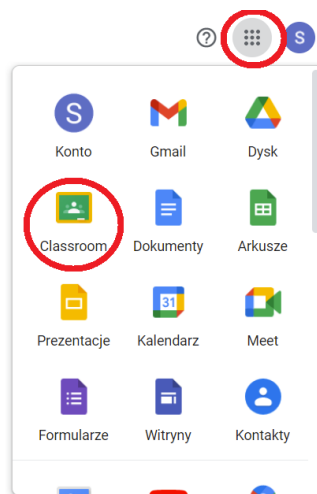 S
S
Konto Gmail Dysk
Classroom Dokumenty Arkusze
31
Prezentacje Kalendarz Meet
Formularze Witryny Kontakty